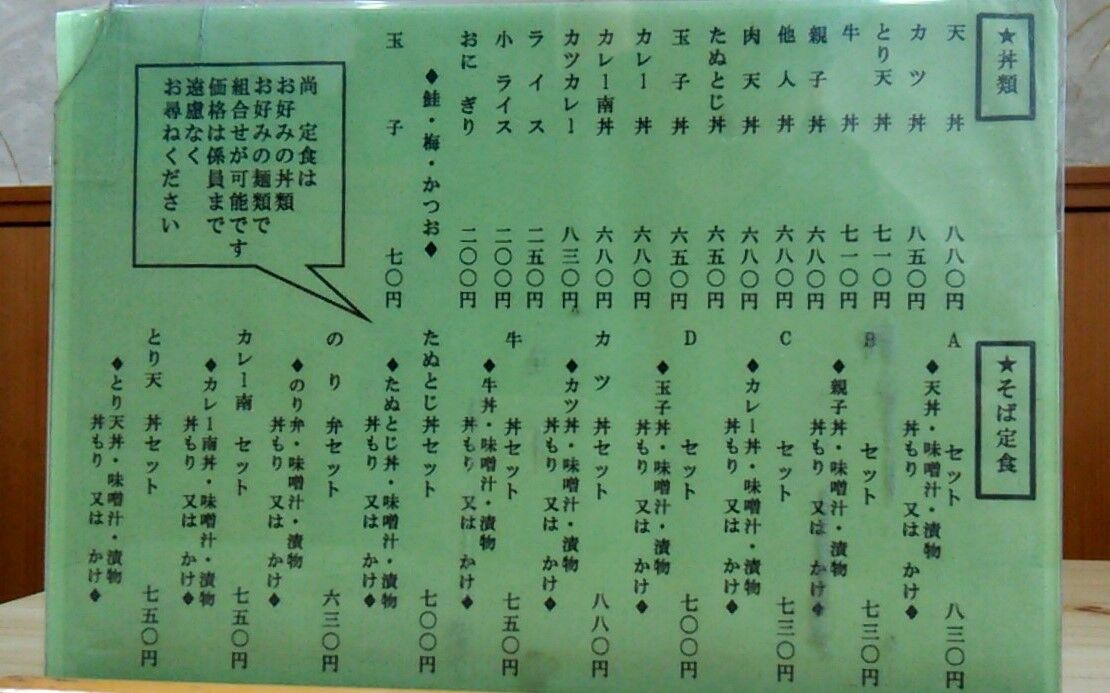 ★丼類
天丼 八八〇円
カツ丼 八五〇円
とり天丼 七一〇円
牛丼 七一〇円
親子丼 六八〇円
他人丼 六八〇円
肉天丼 六八〇円
たぬとじ丼 六五〇円
玉子丼 六五〇円
カレー丼 六八〇円
カレー南丼 六八〇円
カツカレー 八三〇円
ライス 二五〇円
小ライス 二〇〇円
おにぎり 二〇〇円
◆鮭・梅・かつお◆
玉子 七〇円
尚 定食は
お好みの丼類
お好みの麺類で
組合せが可能です
価格は係員まで
遠慮なく
お尋ねください
★そば定食
A セット 八三〇円
◆天丼・味噌汁・漬物
丼もり 又は かけ◆
B セット 七三〇円
◆親子丼・味噌汁・漬物
丼もり 又は かけ◆
C セット 七三〇円
◆カレー丼・味噌汁・漬物
丼もり 又は かけ◆
D セット 七〇〇円
◆玉子丼・味噌汁・漬物
丼もり 又は かけ◆
カツ 丼セット 八八〇円
◆カツ丼・味噌汁・漬物
丼もり 又は かけ◆
牛 丼セット 七五〇円
◆牛丼・味噌汁・漬物
丼もり 又は かけ◆
たぬとじ丼セット 七〇〇円
◆たぬとじ丼・味噌汁・漬物
丼もり 又は かけ◆
のり 弁セット 六三〇円
◆のり弁・味噌汁・漬物
丼もり 又は かけ◆
カレー南 セット 七五〇円
◆カレー南丼・味噌汁・漬物
丼もり 又は かけ◆
とり天 丼セット 七五〇円
◆とり天丼・味噌汁・漬物
丼もり 又は かけ◆